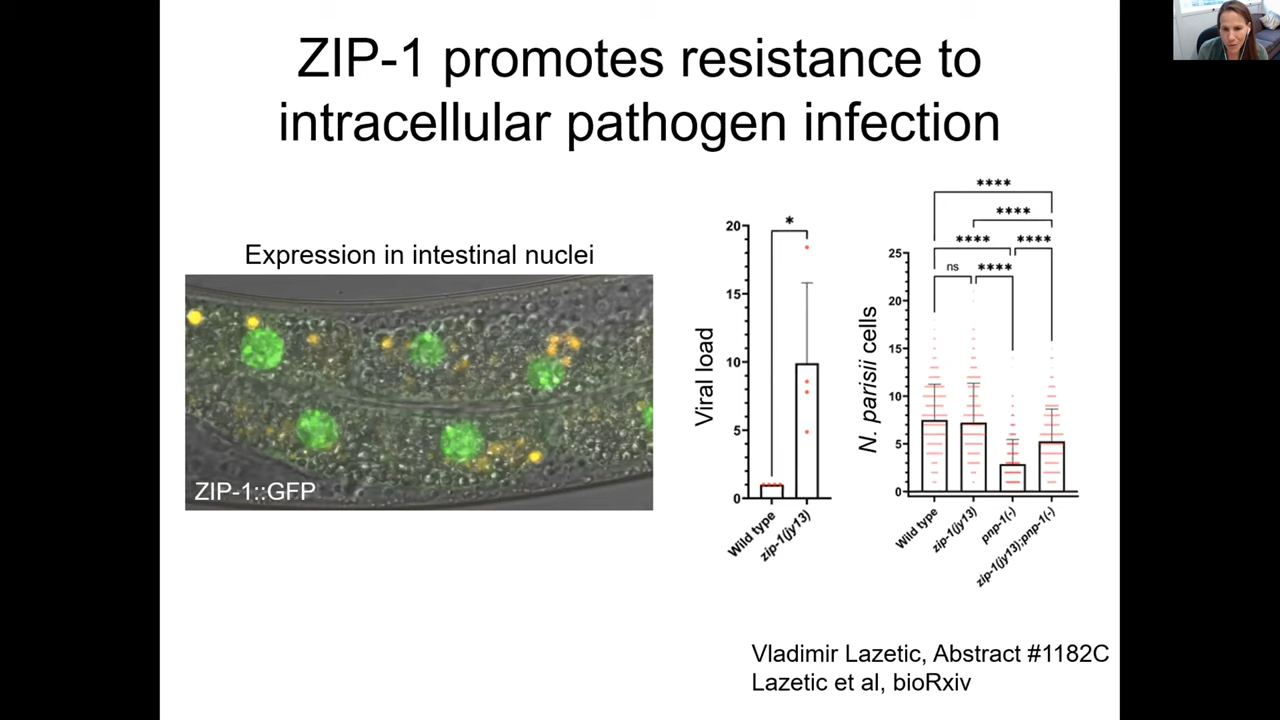 ZIP-1 promotes resistance to
intracellular pathogen infection
Expression in intestinal nuclei
ZIP-1::GFP
Viral load
20
15
10
5
0
*
Wild type
zip-1(jy13)
N. parisii cells
25
20
15
10
5
0
****
****
****
****
ns
****
Wild type
zip-1(jy13)
pnp-1(-)
zip-1(jy13);pnp-1(-)
Vladimir Lazetic, Abstract #1182C
Lazetic et al, bioRxiv